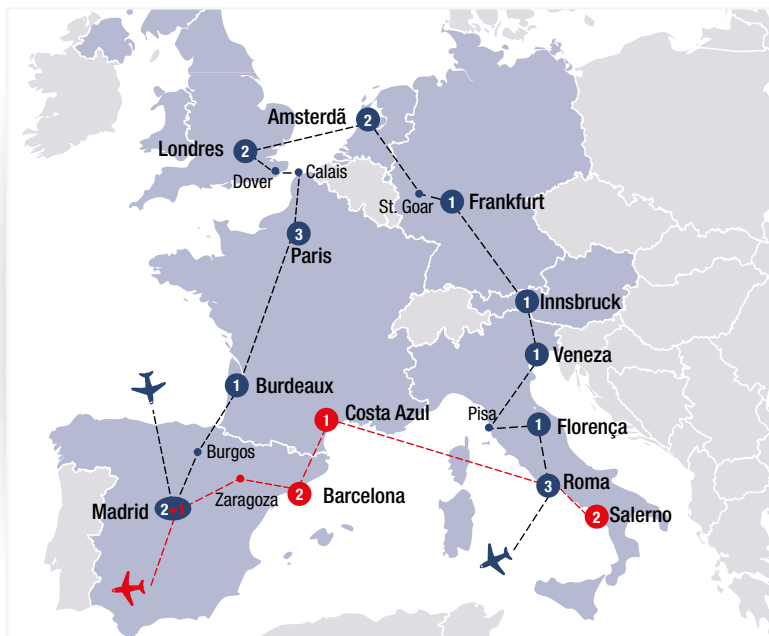 Amsterdã
2
Londres
2
Dover
Calais
St. Goar
1
Frankfurt
3
Paris
1
Innsbruck
1
Veneza
1
Burdeaux
1
Costa Azul
Pisa
1
Florença
Burgos
Zaragoza
2
Barcelona
Roma
3
Madrid
2+1
2
Salerno